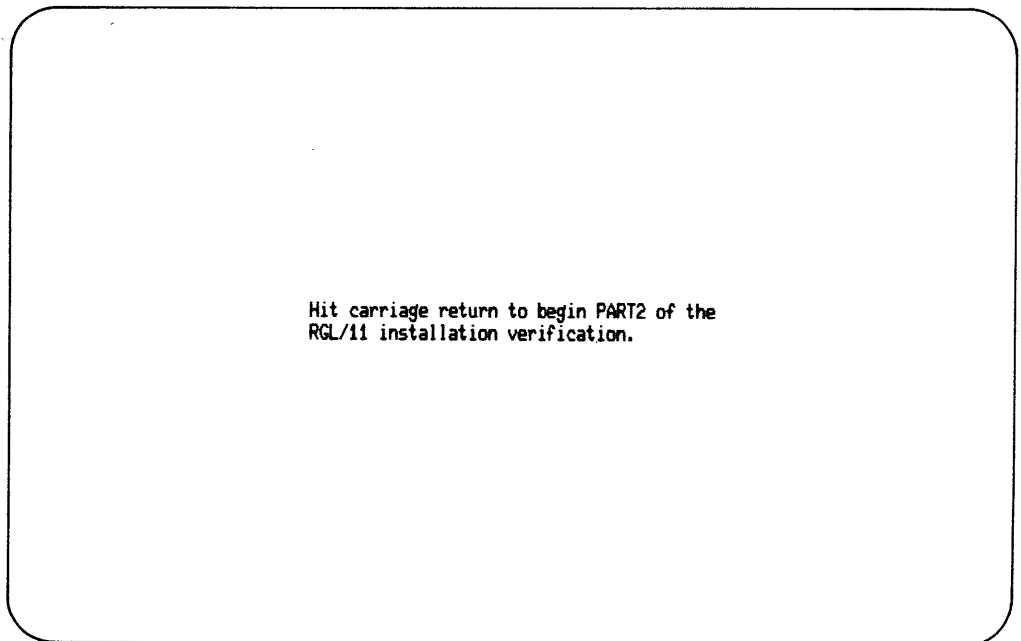 Hit carriage return to begin PART2 of the
RGL/11 installation verification.